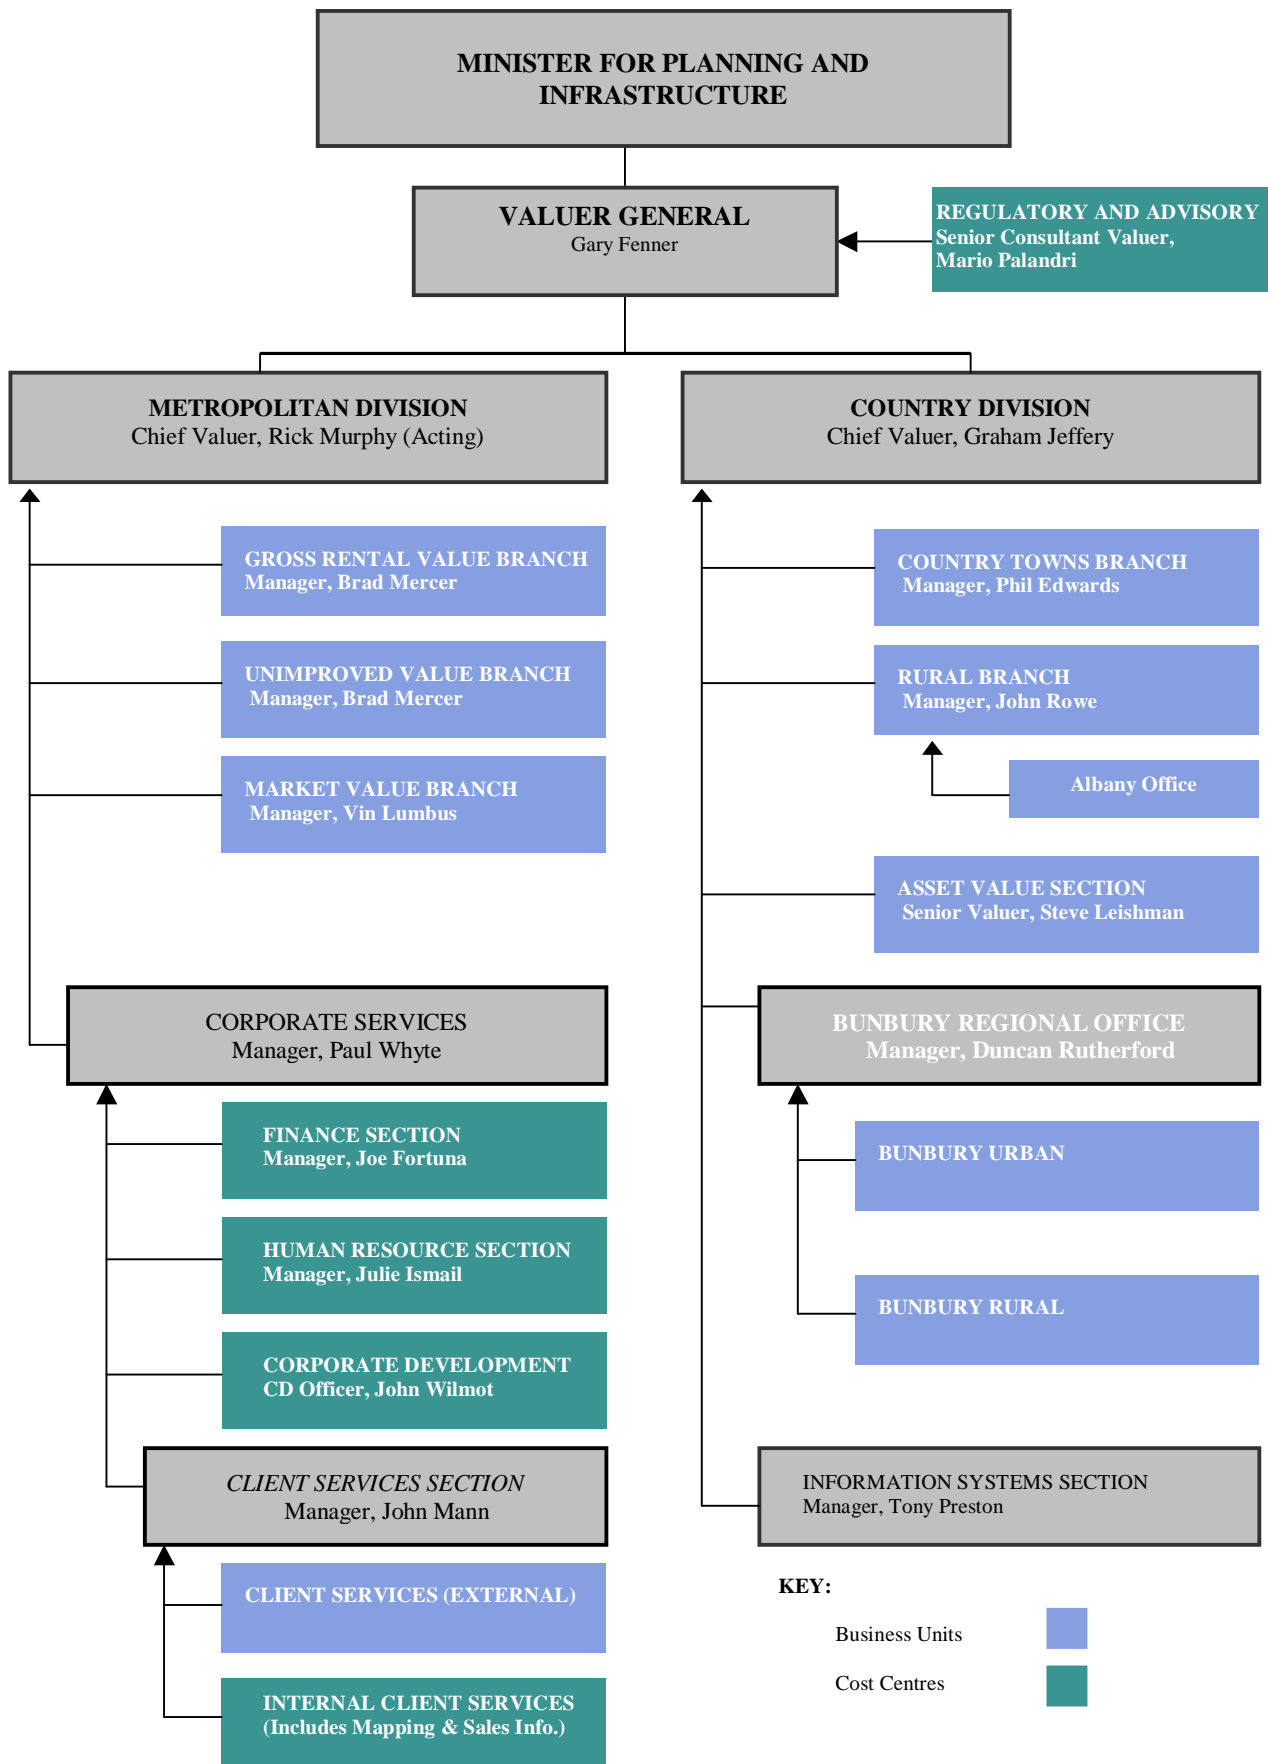 MINISTER FOR PLANNING AND
INFRASTRUCTURE
VALUER GENERAL
Gary Fenner
REGULATORY AND ADVISORY
Senior Consultant Valuer,
Mario Palandri
METROPOLITAN DIVISION
Chief Valuer, Rick Murphy (Acting)
GROSS RENTAL VALUE BRANCH
Manager, Brad Mercer
UNIMPROVED VALUE BRANCH
Manager, Brad Mercer
MARKET VALUE BRANCH
Manager, Vin Lumbus
CORPORATE SERVICES
Manager, Paul Whyte
FINANCE SECTION
Manager, Joe Fortuna
HUMAN RESOURCE SECTION
Manager, Julie Ismail
CORPORATE DEVELOPMENT
CD Officer, John Wilmot
CLIENT SERVICES SECTION
Manager, John Mann
CLIENT SERVICES (EXTERNAL)
INTERNAL CLIENT SERVICES
(Includes Mapping & Sales Info.)
COUNTRY DIVISION
Chief Valuer, Graham Jeffery
COUNTRY TOWNS BRANCH
Manager, Phil Edwards
RURAL BRANCH
Manager, John Rowe
Albany Office
ASSET VALUE SECTION
Senior Valuer, Steve Leishman
BUNBURY REGIONAL OFFICE
Manager, Duncan Rutherford
BUNBURY URBAN
BUNBURY RURAL
INFORMATION SYSTEMS SECTION
Manager, Tony Preston
KEY:
Business Units
Cost Centres